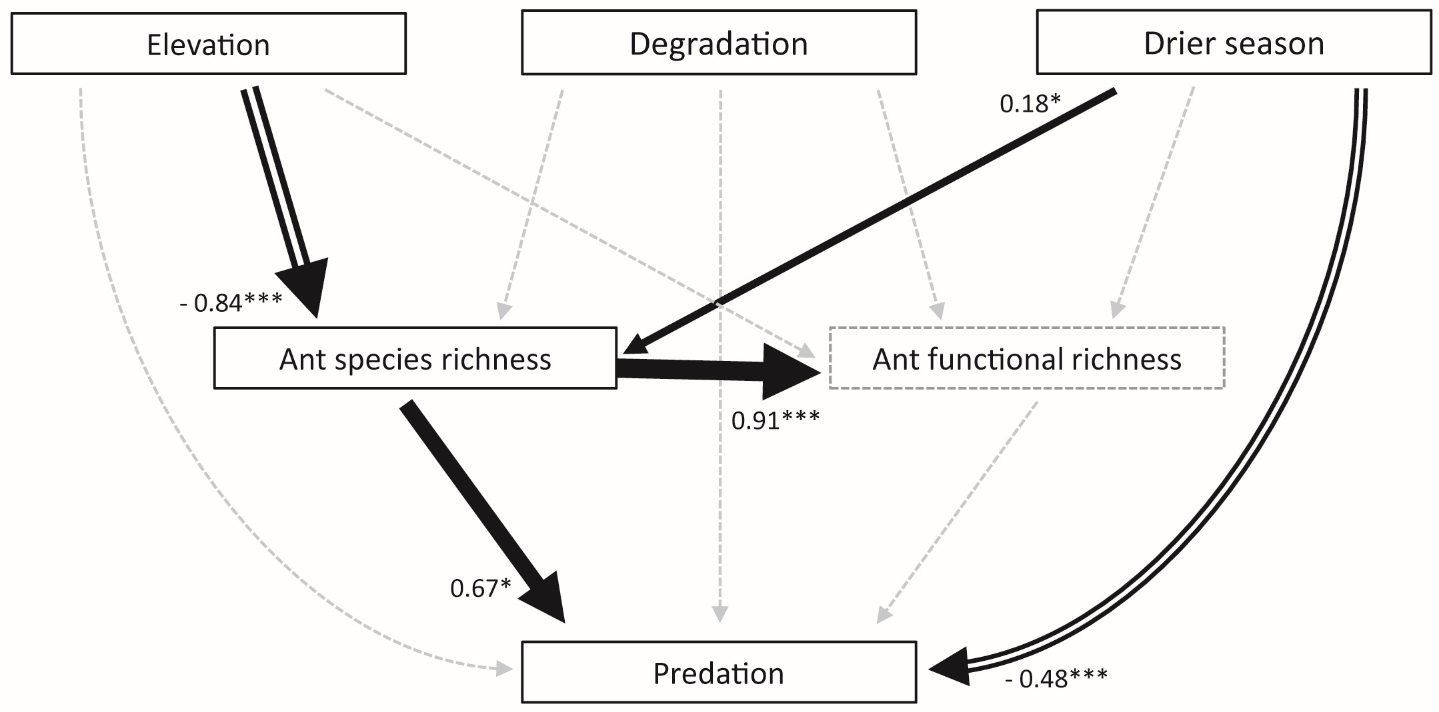 Elevation
Degradation
Drier season
0.18*
- 0.84***
Ant species richness
Ant functional richness
0.91***
0.67*
Predation
- 0.48***